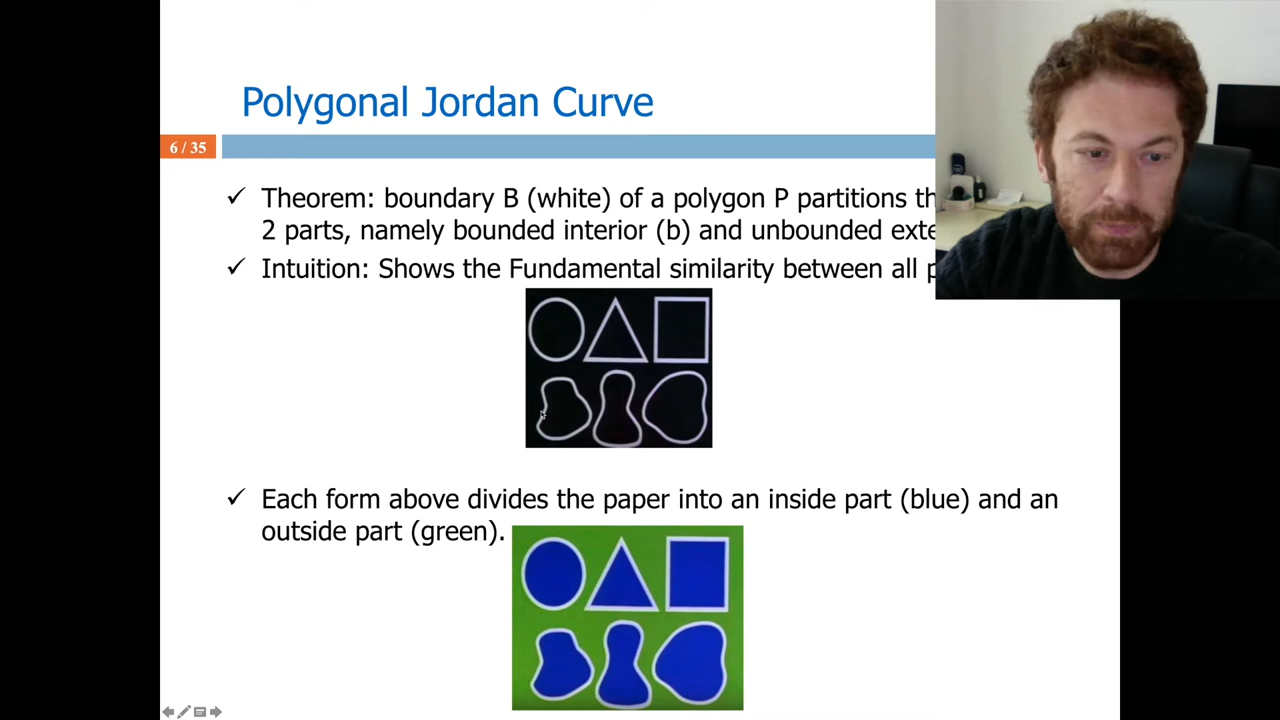 Polygonal Jordan Curve
6 / 35
✓ Theorem: boundary B (white) of a polygon P partitions
2 parts, namely bounded interior (b) and unbounded
✓ Intuition: Shows the Fundamental similarity between all
✓ Each form above divides the paper into an inside part (blue) and an
outside part (green).